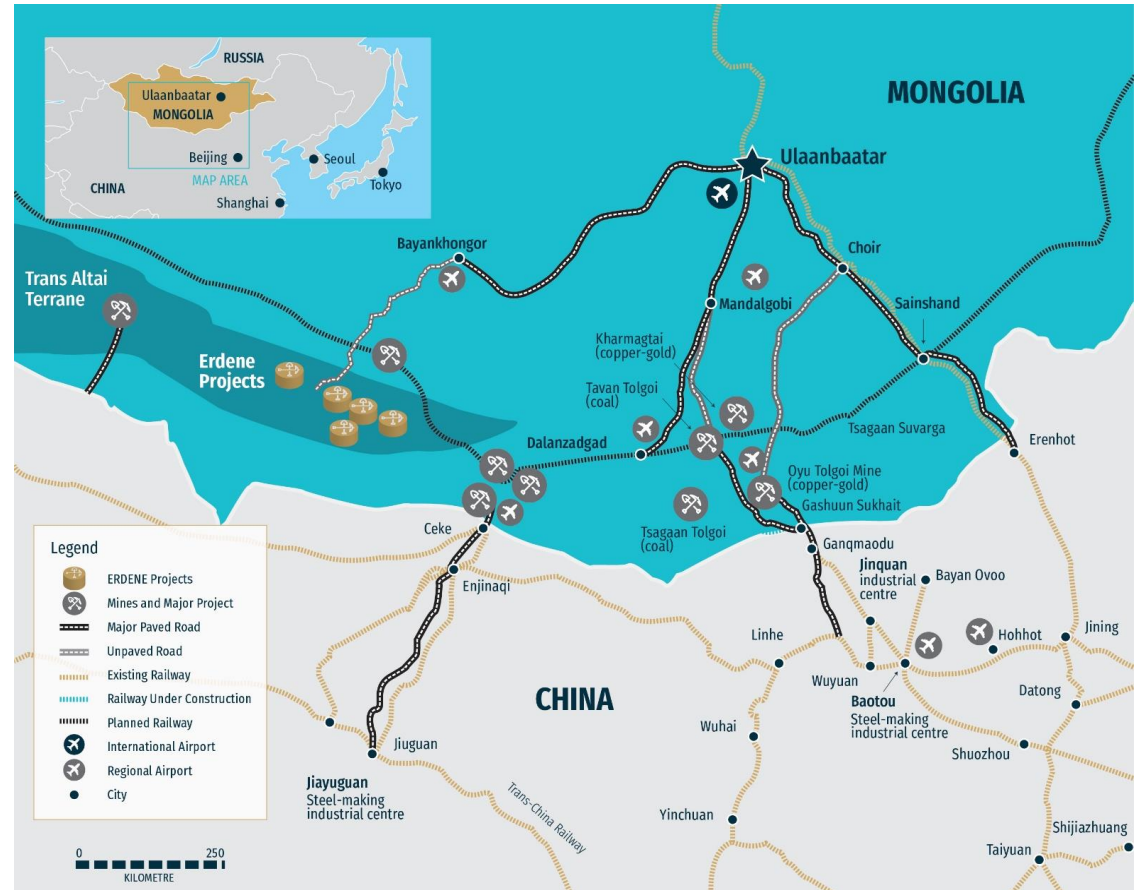 RUSSIA
Ulaanbaatar
MONGOLIA
Beijing
Seoul
MAP AREA
Tokyo
CHINA
Shanghai
MONGOLIA
Ulaanbaatar
Bayankhongor
Choir
Trans Altai
Terrane
Mandalgobi
Sainshand
Kharmagtai
(copper-gold)
Erdene
Projects
Tavan Tolgoi
(coal)
Tsagaan Suvarga
Dalanzadgad
Erenhot
Oyu Tolgoi Mine
(copper-gold)
Gashuun Sukhait
Tsagaan Tolgoi
(coal)
Ceke
Ganqmaodu
Jinquan
industrial
centre
Bayan Ovoo
Enjinaqi
Linhe
Hohhot
Jining
Wuyuan
CHINA
Baotou
Steel-making
industrial centre
Datong
Wuhai
Shuozhou
Jiuguan
Jiayuguan
Steel-making
industrial centre
Trans-China Railway
Yinchuan
Shijiazhuang
Taiyuan
Legend
ERDENE Projects
Mines and Major Project
Major Paved Road
Unpaved Road
Existing Railway
Railway Under Construction
Planned Railway
International Airport
Regional Airport
City
0 250
KILOMETRE